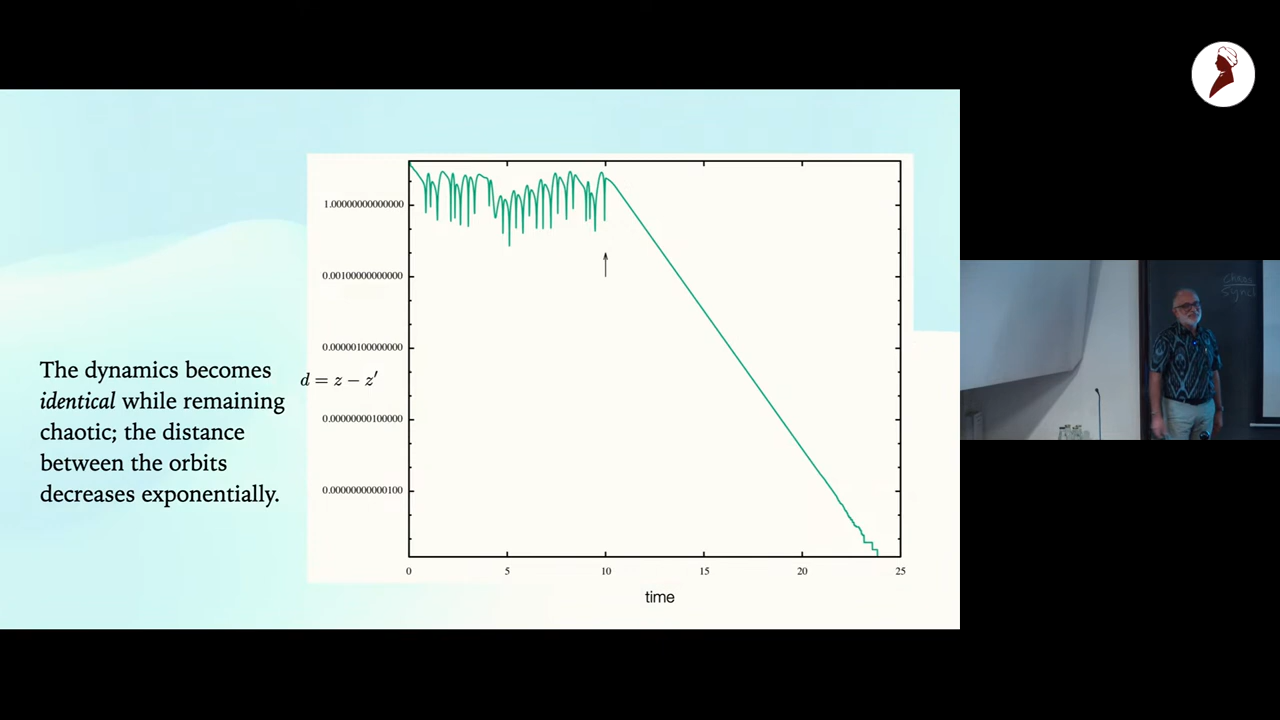 The dynamics becomes
identical while remaining
chaotic; the distance
between the orbits
decreases exponentially.
d = z − z′
1.00000000000000
0.00100000000000
0.00000100000000
0.00000000100000
0.00000000000100
0 5 10 15 20 25
time